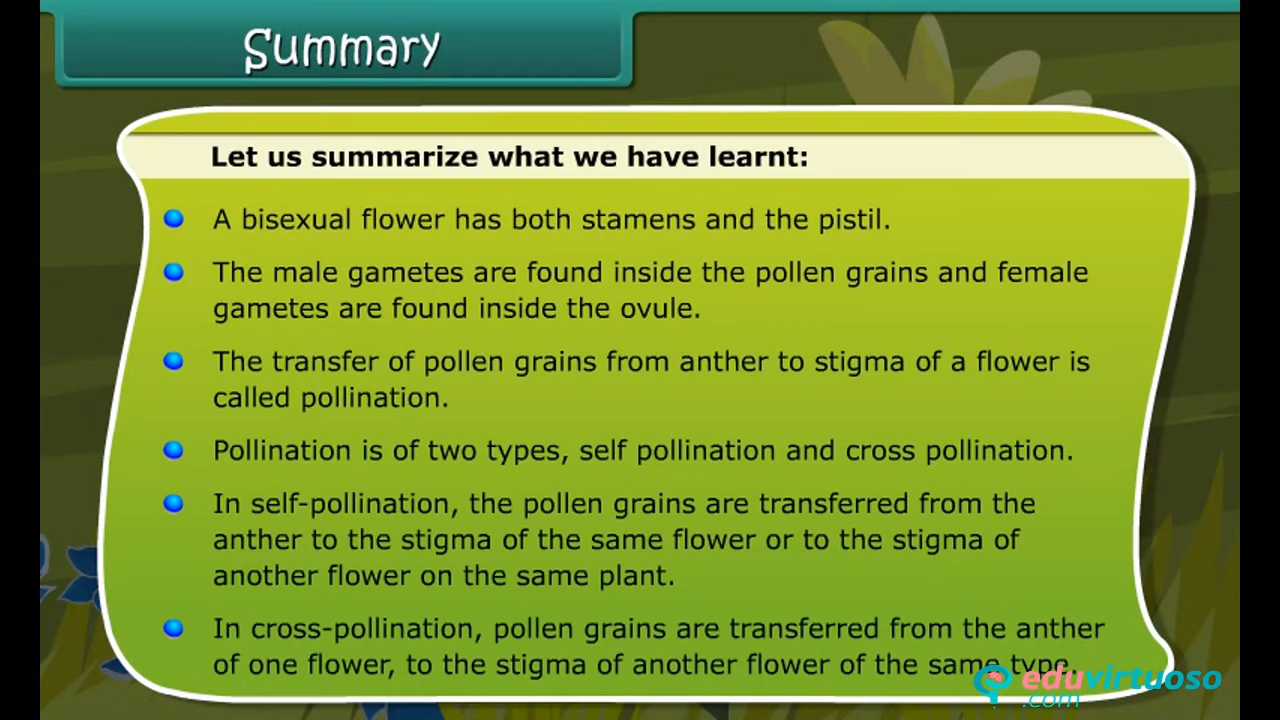 Summary
Let us summarize what we have learnt:
A bisexual flower has both stamens and the pistil.
The male gametes are found inside the pollen grains and female
gametes are found inside the ovule.
The transfer of pollen grains from anther to stigma of a flower is
called pollination.
Pollination is of two types, self pollination and cross pollination.
In self-pollination, the pollen grains are transferred from the
anther to the stigma of the same flower or to the stigma of
another flower on the same plant.
In cross-pollination, pollen grains are transferred from the anther
of one flower, to the stigma of another flower of the same type.
eduvirtuoso
.com